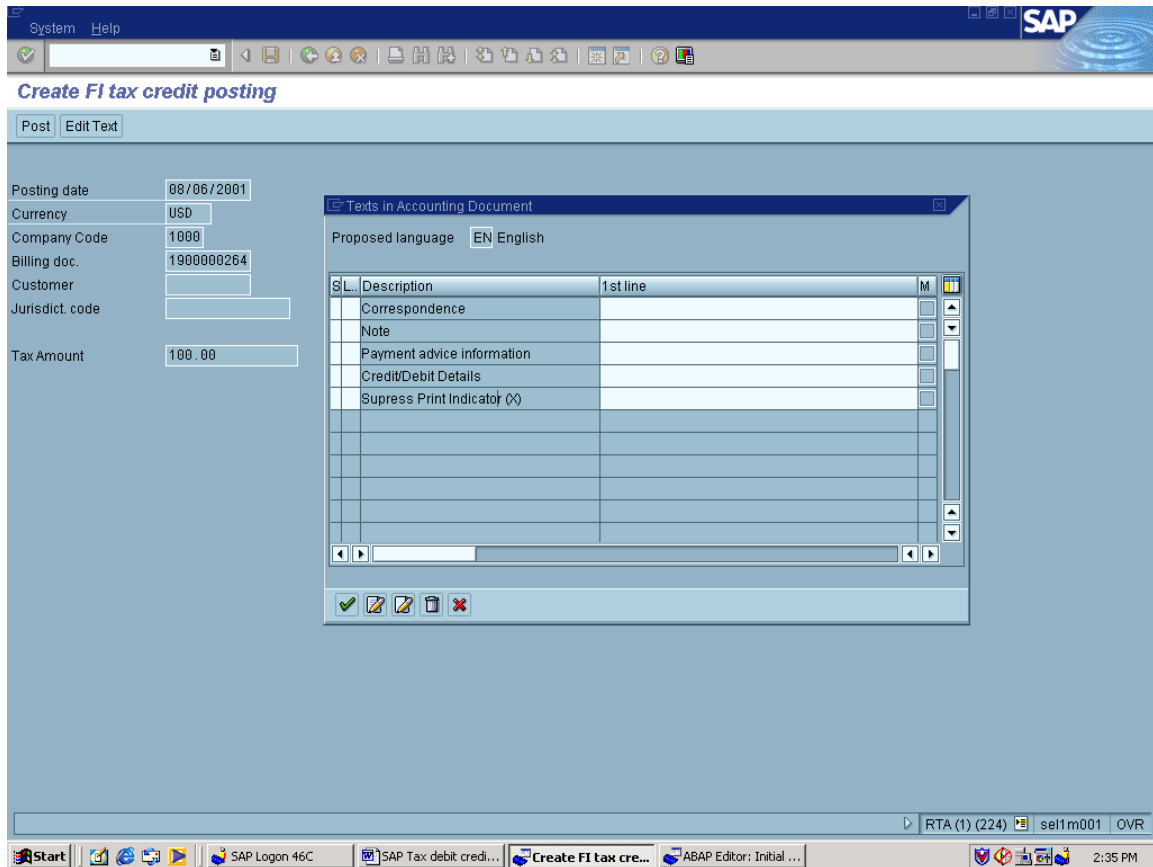 System Help
SAP
Create FI tax credit posting
Post Edit Text
Posting date 08/06/2001
Currency USD
Company Code 1000
Billing doc. 1900000264
Customer
Jurisdict. code
Tax Amount 100.00
Texts in Accounting Document
Proposed language EN English
S L.. Description 1st line M
Correspondence
Note
Payment advice information
Credit/Debit Details
Supress Print Indicator (X)
RTA (1) (224) sel1m001 OVR
Start SAP Logon 46C SAP Tax debit credi... Create FI tax cre... ABAP Editor: Initial ... 2:35 PM